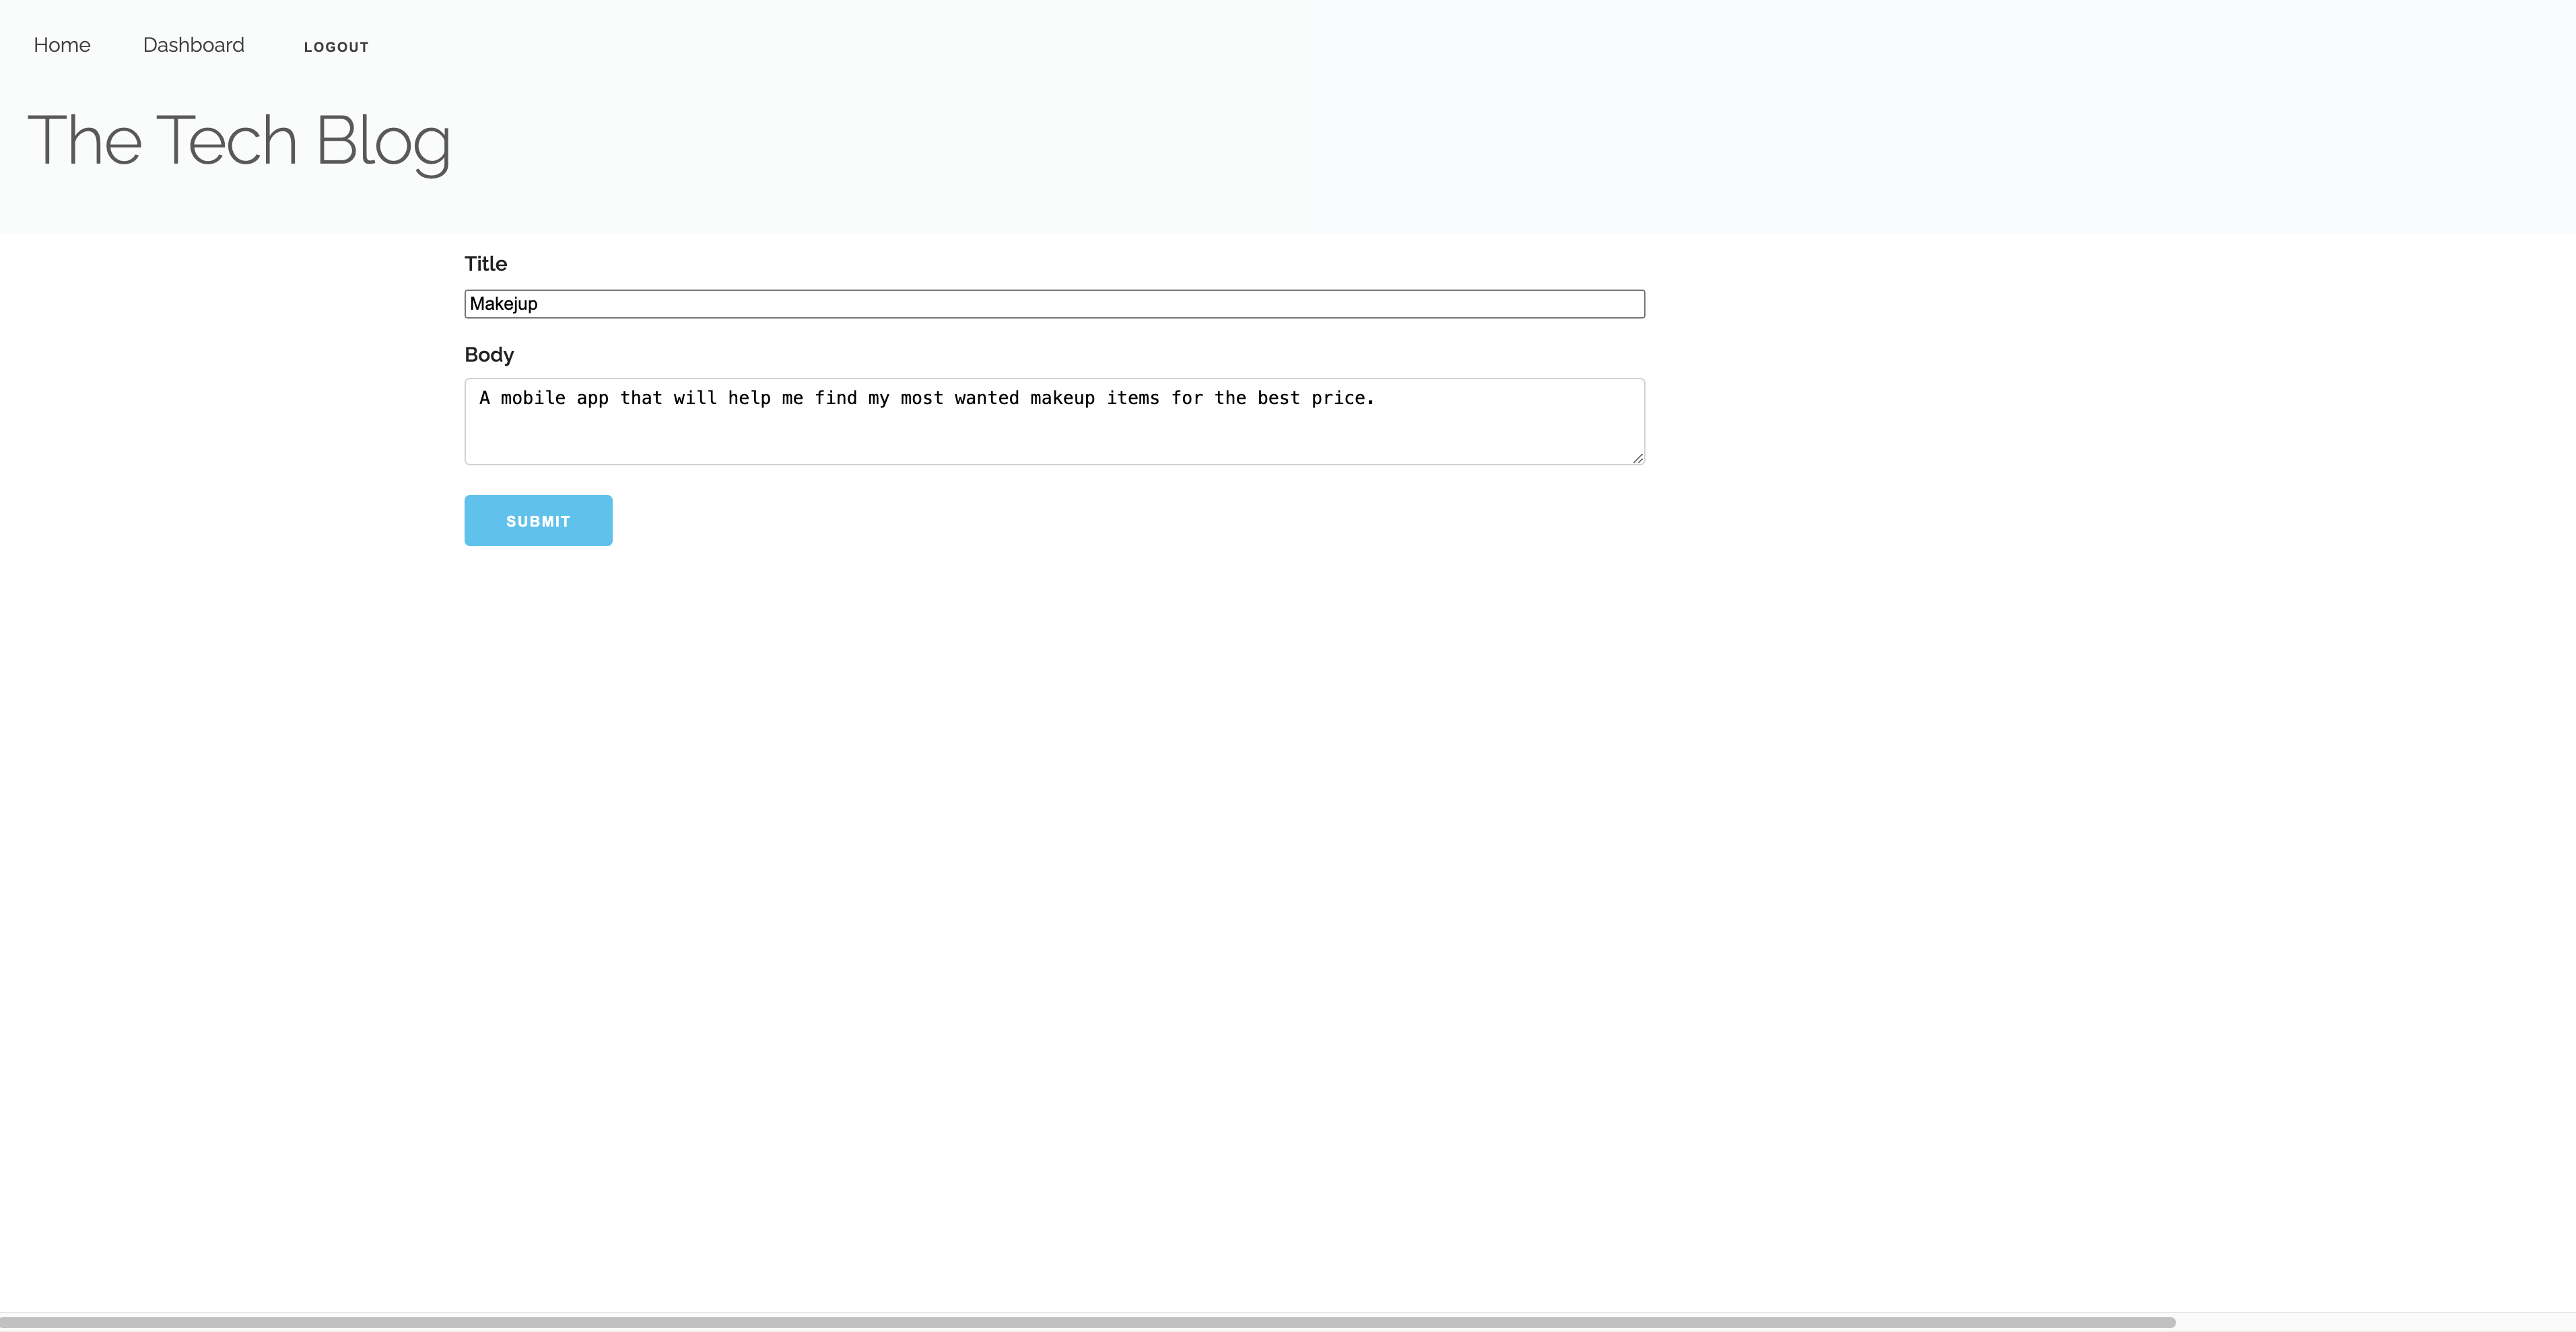 Home Dashboard LOGOUT
The Tech Blog
Title
Makejup
Body
A mobile app that will help me find my most wanted makeup items for the best price.
SUBMIT